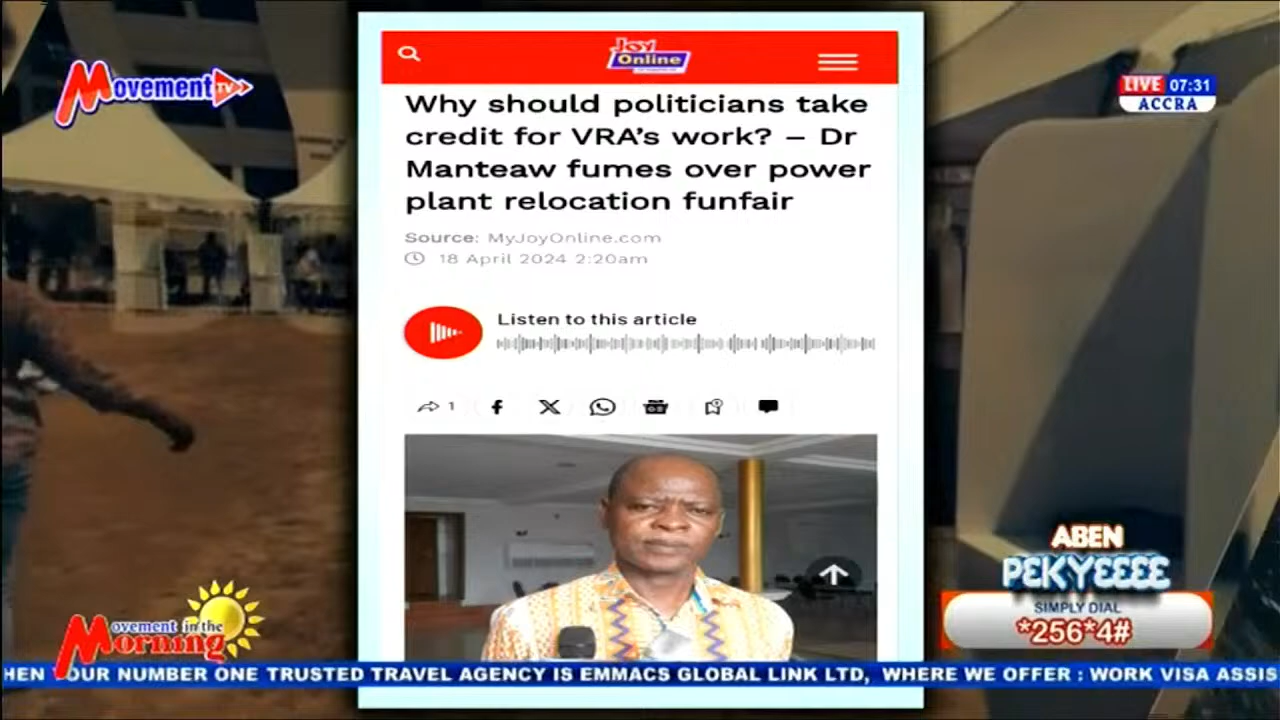 Movement TV
LIVE 07:31
ACCRA
Joy
Online
Why should politicians take
credit for VRA's work? – Dr
Manteaw fumes over power
plant relocation funfair
Source: MyJoyOnline.com
18 April 2024 2:20am
Listen to this article
1
ABEN
PEKYEEEE
SIMPLY DIAL
*256*4#
Movement in the
Morning
HEN OUR NUMBER ONE TRUSTED TRAVEL AGENCY IS EMMACS GLOBAL LINK LTD, WHERE WE OFFER : WORK VISA ASSIS